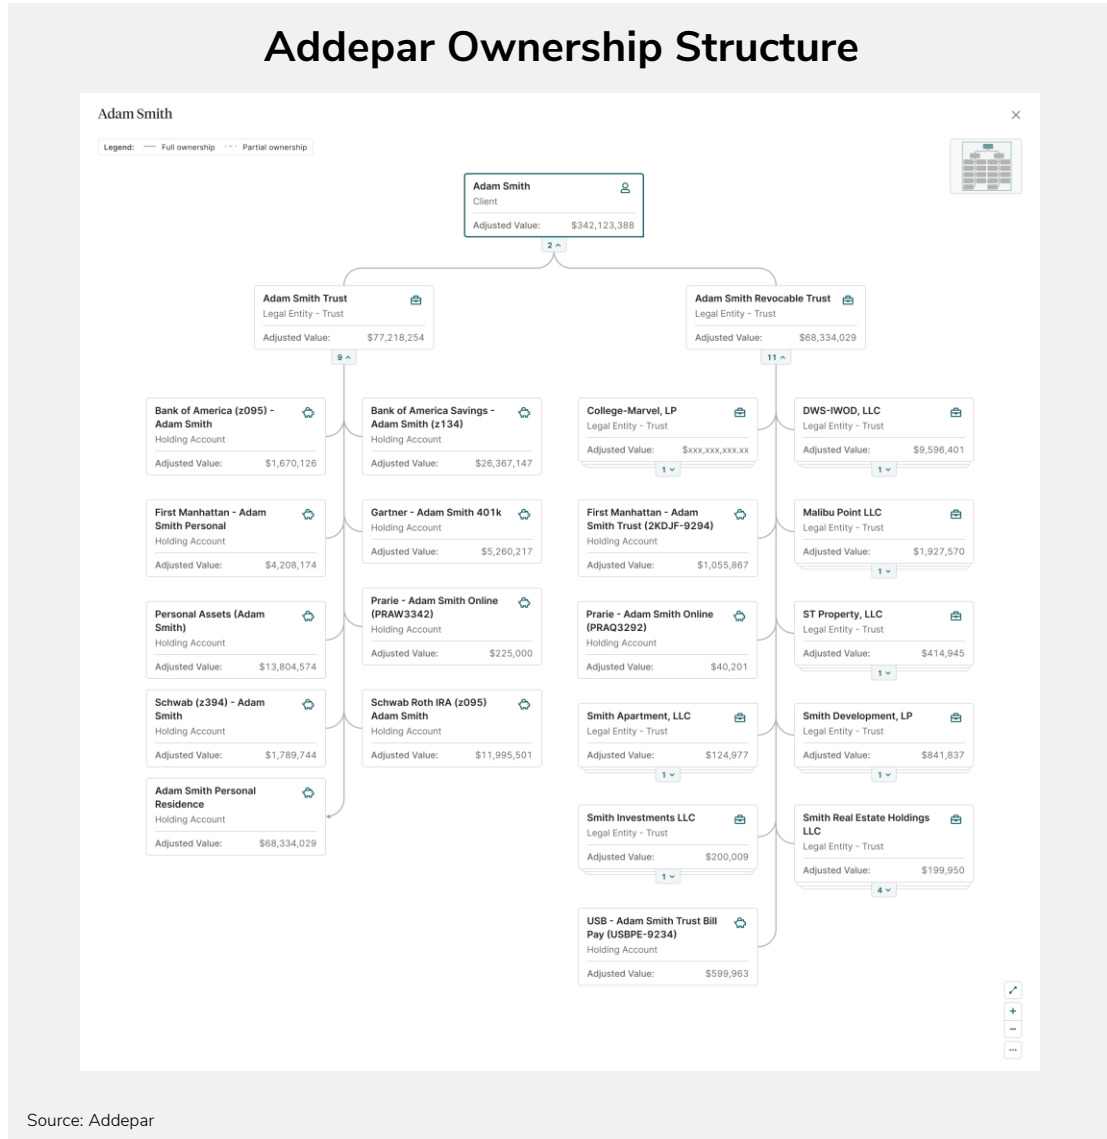 Addepar Ownership Structure
Adam Smith
Legend: Full ownership Partial ownership
Adam Smith
Client
Adjusted Value: $342,123,388
2
Adam Smith Trust
Legal Entity - Trust
Adjusted Value: $77,218,254
9
Adam Smith Revocable Trust
Legal Entity - Trust
Adjusted Value: $68,334,029
11
Bank of America (z095) -
Adam Smith
Holding Account
Adjusted Value: $1,670,126
Bank of America Savings -
Adam Smith (z134)
Holding Account
Adjusted Value: $26,367,147
College-Marvel, LP
Legal Entity - Trust
Adjusted Value: $xxx,xxx,xxx.xx
1
DWS-IWOD, LLC
Legal Entity - Trust
Adjusted Value: $9,596,401
1
First Manhattan - Adam
Smith Personal
Holding Account
Adjusted Value: $4,208,174
Gartner - Adam Smith 401k
Holding Account
Adjusted Value: $5,260,217
First Manhattan - Adam
Smith Trust (2KDJF-9294)
Holding Account
Adjusted Value: $1,055,867
Malibu Point LLC
Legal Entity - Trust
Adjusted Value: $1,927,570
1
Personal Assets (Adam
Smith)
Holding Account
Adjusted Value: $13,804,574
Prarie - Adam Smith Online
(PRAW3342)
Holding Account
Adjusted Value: $225,000
Prarie - Adam Smith Online
(PRAQ3292)
Holding Account
Adjusted Value: $40,201
ST Property, LLC
Legal Entity - Trust
Adjusted Value: $414,945
1
Schwab (z394) - Adam
Smith
Holding Account
Adjusted Value: $1,789,744
Schwab Roth IRA (z095)
Adam Smith
Holding Account
Adjusted Value: $11,995,501
Smith Apartment, LLC
Legal Entity - Trust
Adjusted Value: $124,977
1
Smith Development, LP
Legal Entity - Trust
Adjusted Value: $841,837
1
Adam Smith Personal
Residence
Holding Account
Adjusted Value: $68,334,029
Smith Investments LLC
Legal Entity - Trust
Adjusted Value: $200,009
1
Smith Real Estate Holdings
LLC
Legal Entity - Trust
Adjusted Value: $199,950
4
USB - Adam Smith Trust Bill
Pay (USBPE-9234)
Holding Account
Adjusted Value: $599,963
Source: Addepar